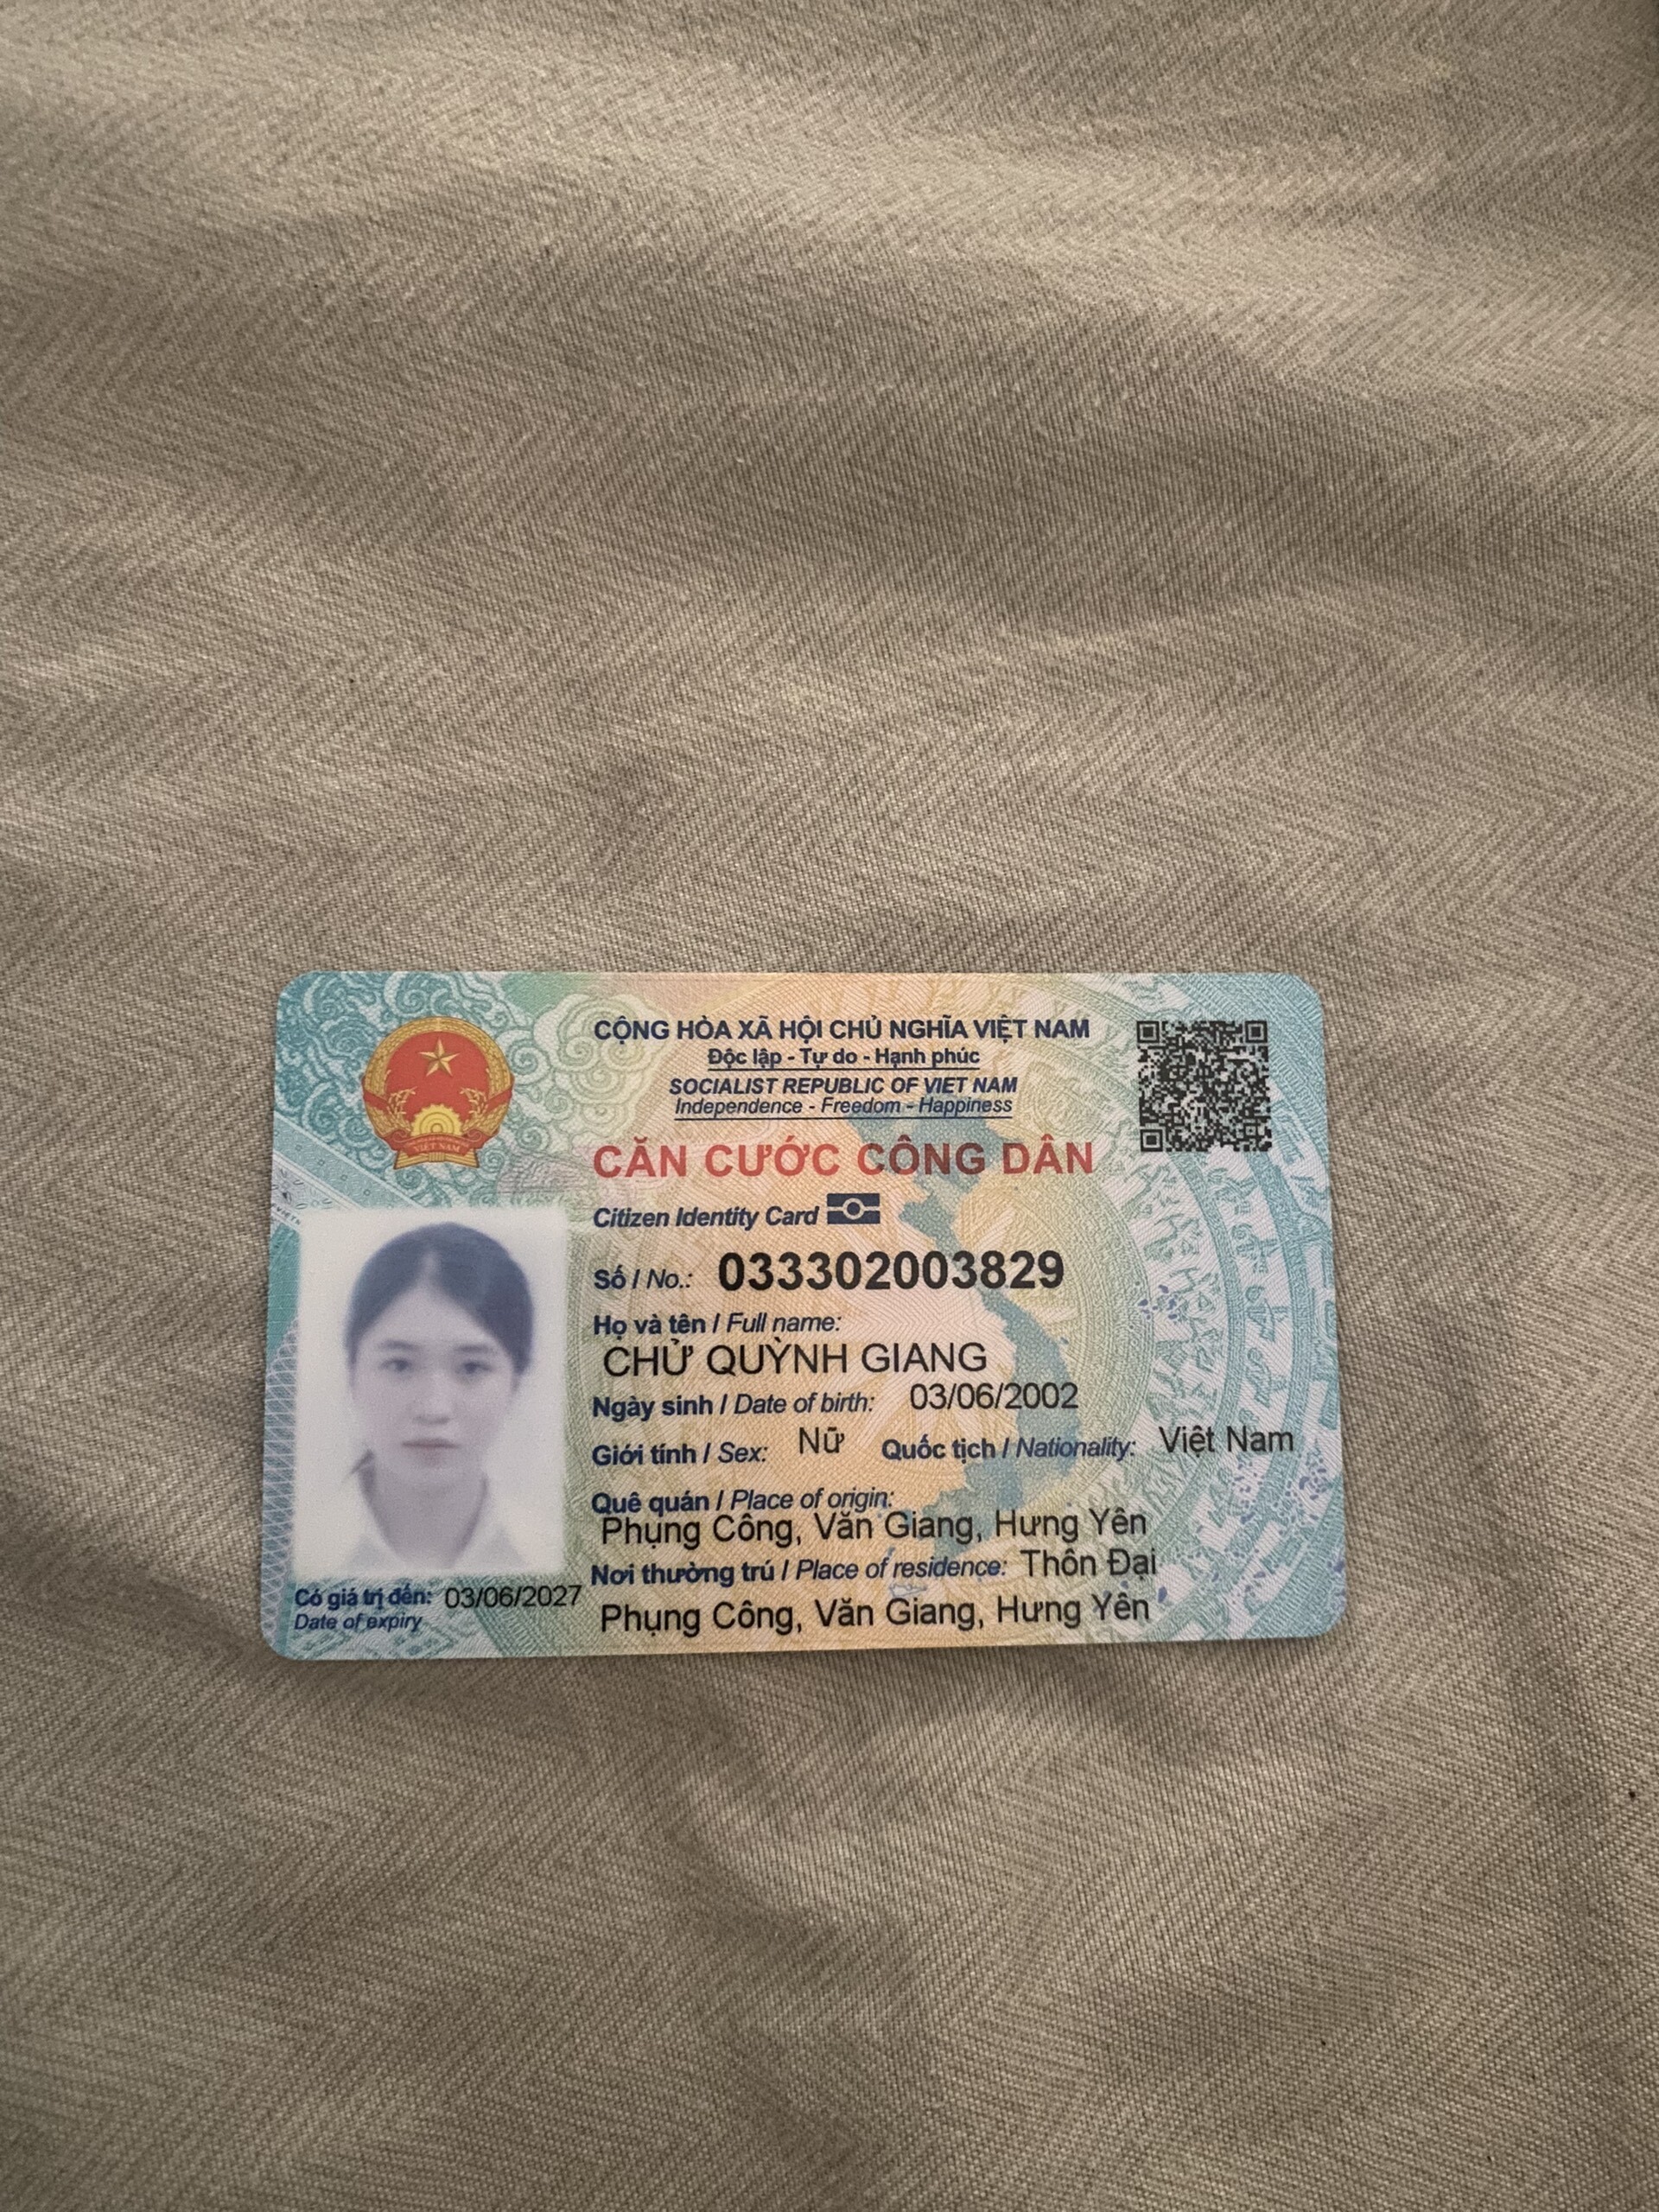 CỘNG HÒA XÃ HỘI CHỦ NGHĨA VIỆT NAM
Độc lập - Tự do - Hạnh phúc
SOCIALIST REPUBLIC OF VIET NAM
Independence - Freedom - Happiness
CĂN CƯỚC CÔNG DÂN
Citizen Identity Card
Số / No.: 033302003829
Họ và tên / Full name:
CHỬ QUỲNH GIANG
Ngày sinh / Date of birth: 03/06/2002
Giới tính / Sex: Nữ Quốc tịch / Nationality: Việt Nam
Quê quán / Place of origin:
Phụng Công, Văn Giang, Hưng Yên
Nơi thường trú / Place of residence: Thôn Đại
Phụng Công, Văn Giang, Hưng Yên
Có giá trị đến: 03/06/2027
Date of expiry
VIỆT NAM